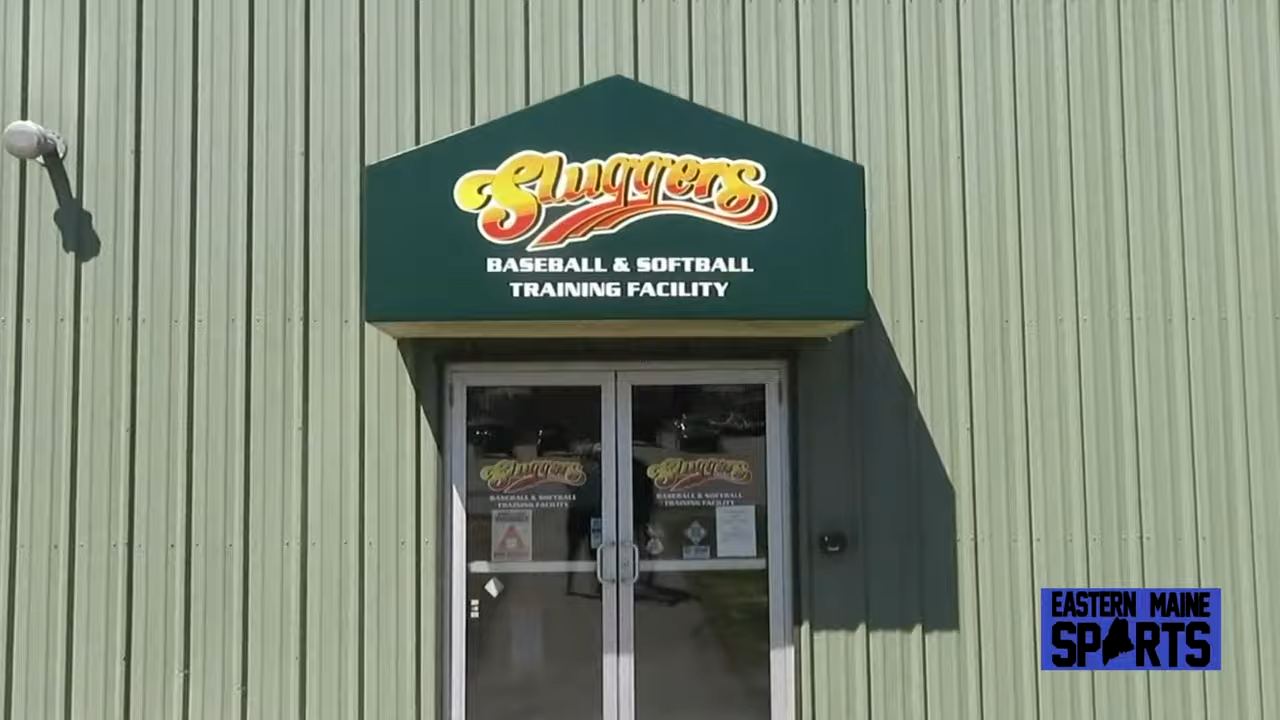 Sluggers
BASEBALL & SOFTBALL
TRAINING FACILITY
Sluggers
BASEBALL & SOFTBALL
TRAINING FACILITY
Sluggers
BASEBALL & SOFTBALL
TRAINING FACILITY
EASTERN MAINE
SPORTS